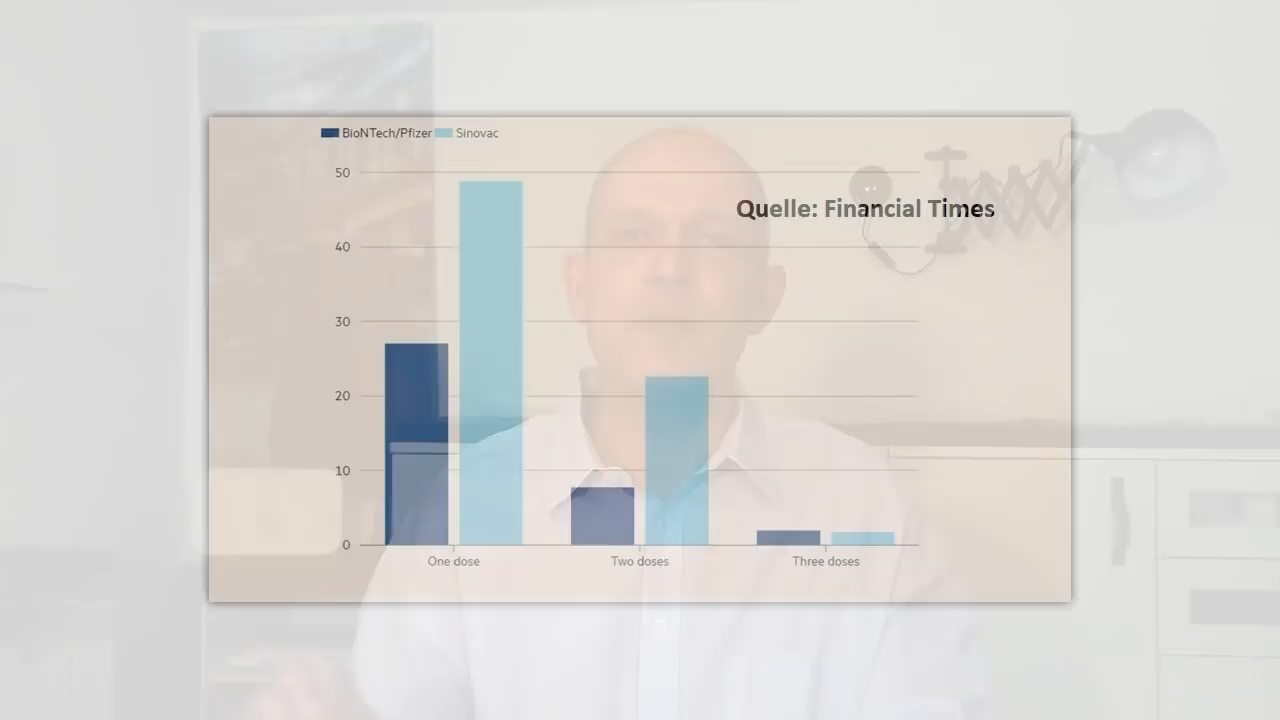 BioNTech/Pfizer Sinovac
50
Quelle: Financial Times
40
30
20
10
0
One dose Two doses Three doses